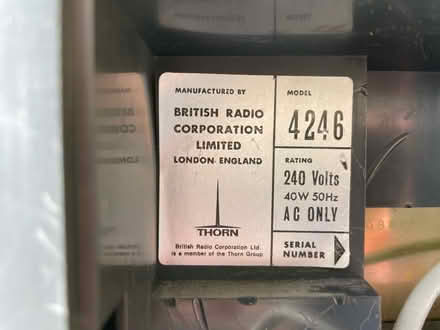 MANUFACTURED BY
BRITISH RADIO
CORPORATION
LIMITED
LONDON·ENGLAND
THORN
British Radio Corporation Ltd.
is a member of the Thorn Group
MODEL
4246
RATING
240 Volts
40W 50Hz
AC ONLY
SERIAL
NUMBER